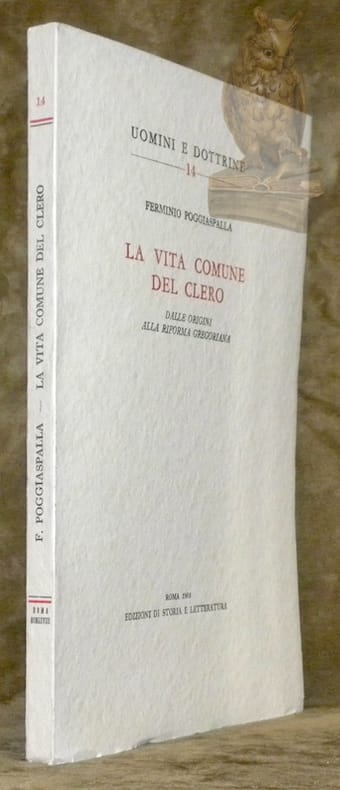 14
F. POGGIASPALLA — LA VITA COMUNE DEL CLERO
ROMA
UOMINI E DOTTRINE
14
FERMINIO POGGIASPALLA
LA VITA COMUNE
DEL CLERO
DALLE ORIGINI
ALLA RIFORMA GREGORIANA
ROMA
EDIZIONI DI STORIA E LETTERATURA